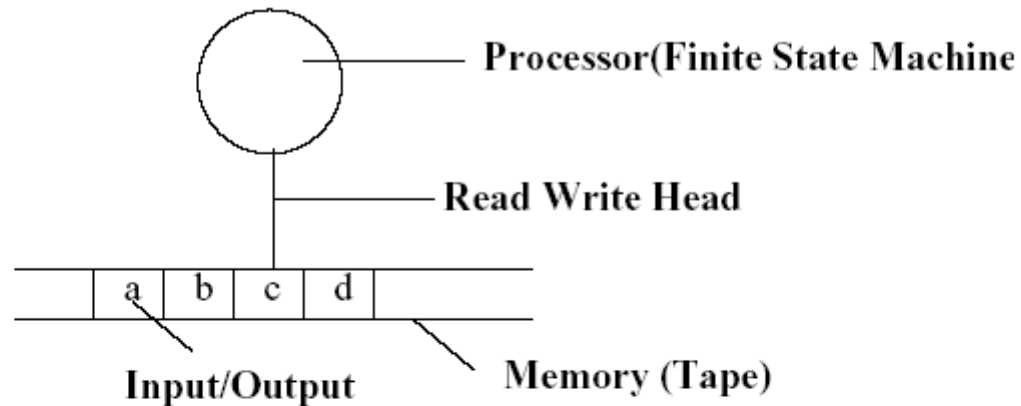 Processor(Finite State Machine
Read Write Head
a b c d
Input/Output
Memory (Tape)